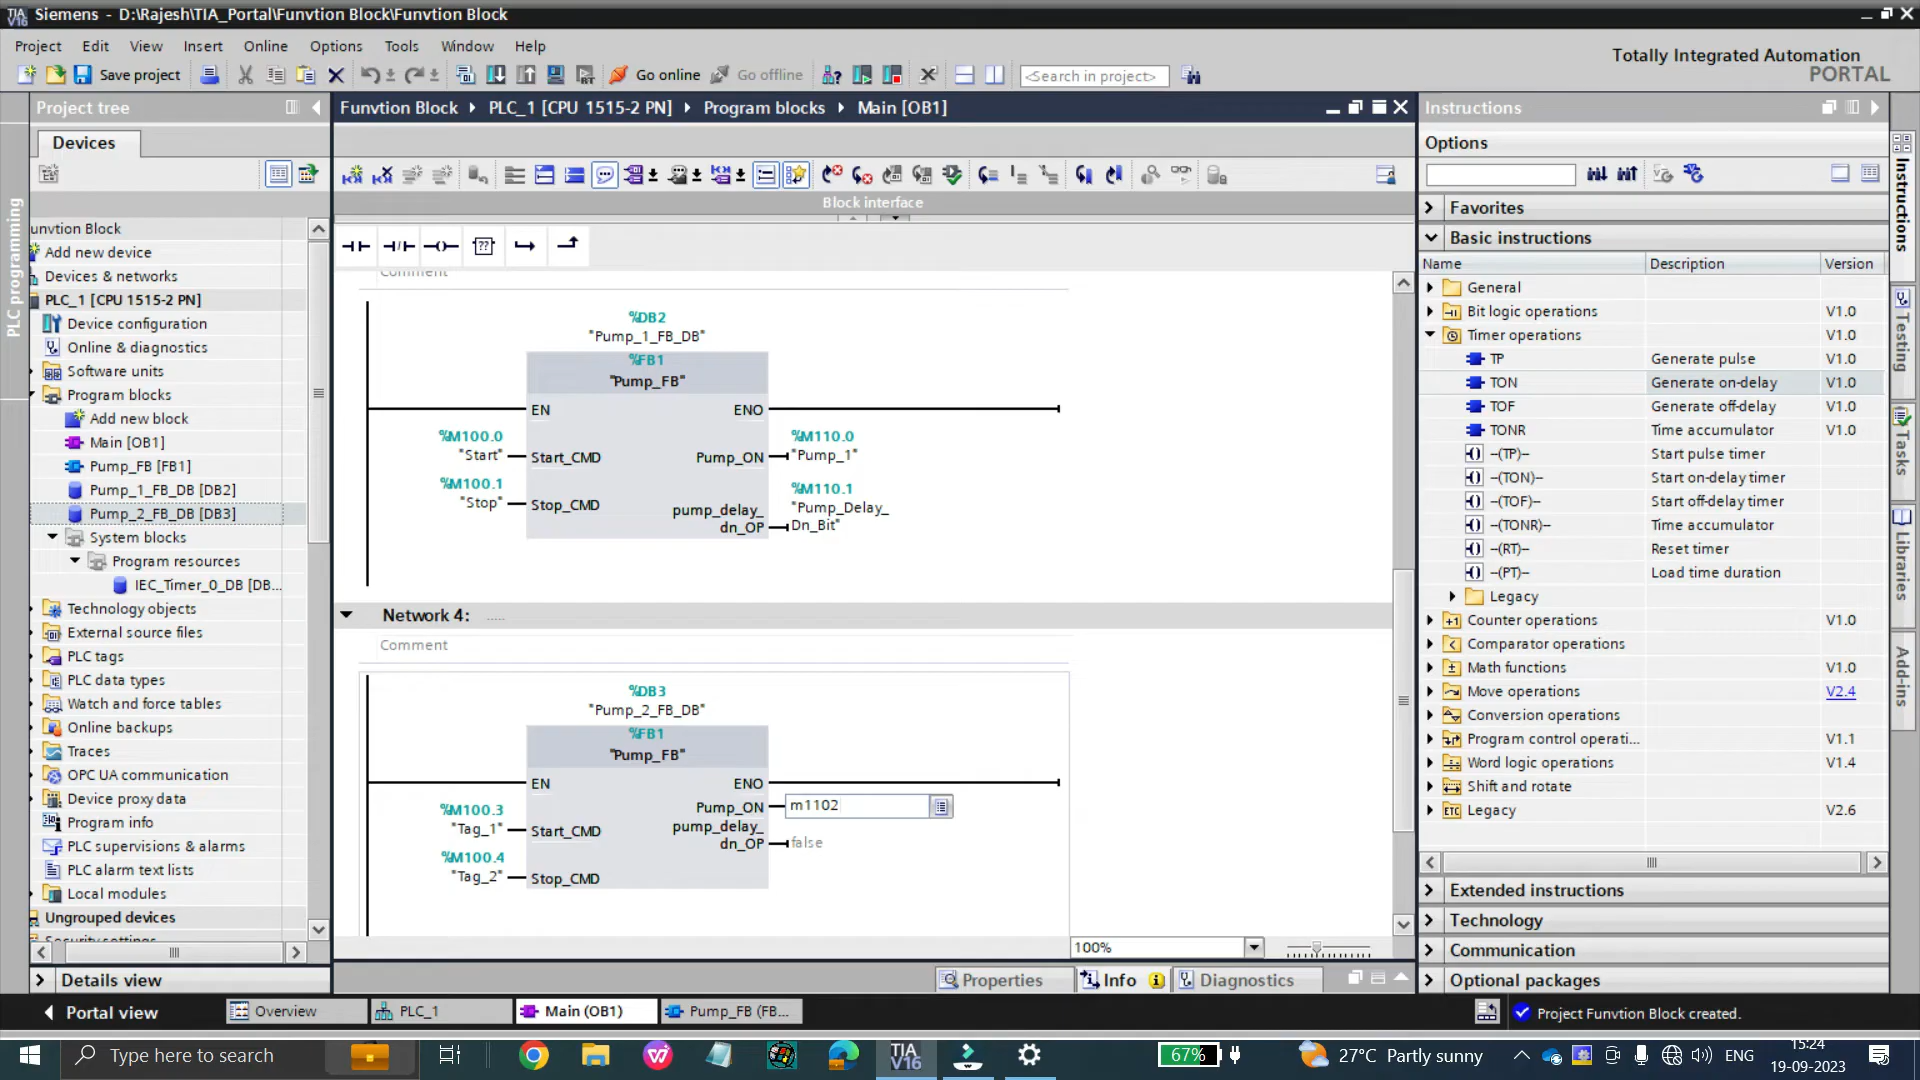 TIA V16 Siemens - D:\Rajesh\TIA_Portal\Funvtion Block\Funvtion Block
Project Edit View Insert Online Options Tools Window Help
Totally Integrated Automation
PORTAL
Save project
Go online
Go offline
<Search in project>
Project tree
Devices
PLC programming
unvtion Block
Add new device
Devices & networks
PLC_1 [CPU 1515-2 PN]
Device configuration
Online & diagnostics
Software units
Program blocks
Add new block
Main [OB1]
Pump_FB [FB1]
Pump_1_FB_DB [DB2]
Pump_2_FB_DB [DB3]
System blocks
Program resources
IEC_Timer_0_DB [DB...
Technology objects
External source files
PLC tags
PLC data types
Watch and force tables
Online backups
Traces
OPC UA communication
Device proxy data
Program info
PLC supervisions & alarms
PLC alarm text lists
Local modules
Ungrouped devices
Security settings
Details view
Funvtion Block PLC_1 [CPU 1515-2 PN] Program blocks Main [OB1]
Block interface
??
Comment
%DB2
"Pump_1_FB_DB"
%FB1
"Pump_FB"
EN ENO
%M100.0
"Start" Start_CMD
%M100.1
"Stop" Stop_CMD
Pump_ON
%M110.0
"Pump_1"
pump_delay_
dn_OP
%M110.1
"Pump_Delay_
Dn_Bit"
Network 4: .....
Comment
%DB3
"Pump_2_FB_DB"
%FB1
"Pump_FB"
EN ENO
%M100.3
"Tag_1" Start_CMD
%M100.4
"Tag_2" Stop_CMD
Pump_ON m1102
pump_delay_
dn_OP false
100%
Properties
Info
Diagnostics
Instructions
Options
Favorites
Basic instructions
Name Description Version
General
Bit logic operations V1.0
Timer operations V1.0
TP Generate pulse V1.0
TON Generate on-delay V1.0
TOF Generate off-delay V1.0
TONR Time accumulator V1.0
-(TP)- Start pulse timer
-(TON)- Start on-delay timer
-(TOF)- Start off-delay timer
-(TONR)- Time accumulator
-(RT)- Reset timer
-(PT)- Load time duration
Legacy
Counter operations V1.0
Comparator operations
Math functions V1.0
Move operations V2.4
Conversion operations
Program control operati... V1.1
Word logic operations V1.4
Shift and rotate
Legacy V2.6
Extended instructions
Technology
Communication
Optional packages
Instructions
Testing
Tasks
Libraries
Add-ins
Portal view
Overview
PLC_1
Main (OB1)
Pump_FB (FB...
Project Funvtion Block created.
Type here to search
TIA
V16
67%
27°C Partly sunny
ENG
15:24
19-09-2023